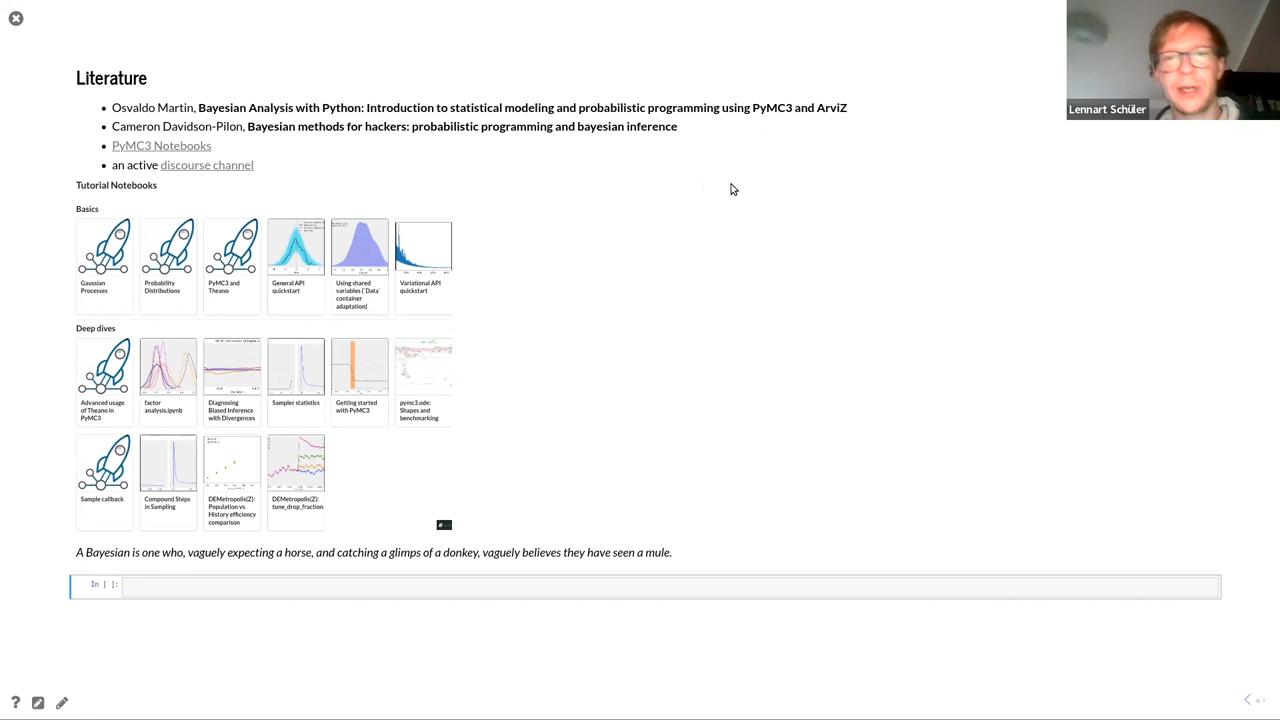 Literature
Osvaldo Martin, Bayesian Analysis with Python: Introduction to statistical modeling and probabilistic programming using PyMC3 and ArviZ
Cameron Davidson-Pilon, Bayesian methods for hackers: probabilistic programming and bayesian inference
PyMC3 Notebooks
an active discourse channel
Lennart Schüler
Tutorial Notebooks
Basics
Gaussian
Processes
Probability
Distributions
PyMC3 and
Theano
General API
quickstart
Using shared
variables (`Data`
container
adaptation)
Variational API
quickstart
Deep dives
Advanced usage
of Theano in
PyMC3
factor
analysis.ipynb
Diagnosing
Biased Inference
with Divergences
Sampler statistics
Getting started
with PyMC3
pymc3.ode:
Shapes and
benchmarking
Sample callback
Compound Steps
in Sampling
DEMetropolis(Z):
Population vs.
History efficiency
comparison
DEMetropolis(Z):
tune_drop_fraction
A Bayesian is one who, vaguely expecting a horse, and catching a glimps of a donkey, vaguely believes they have seen a mule.
In [ ]: